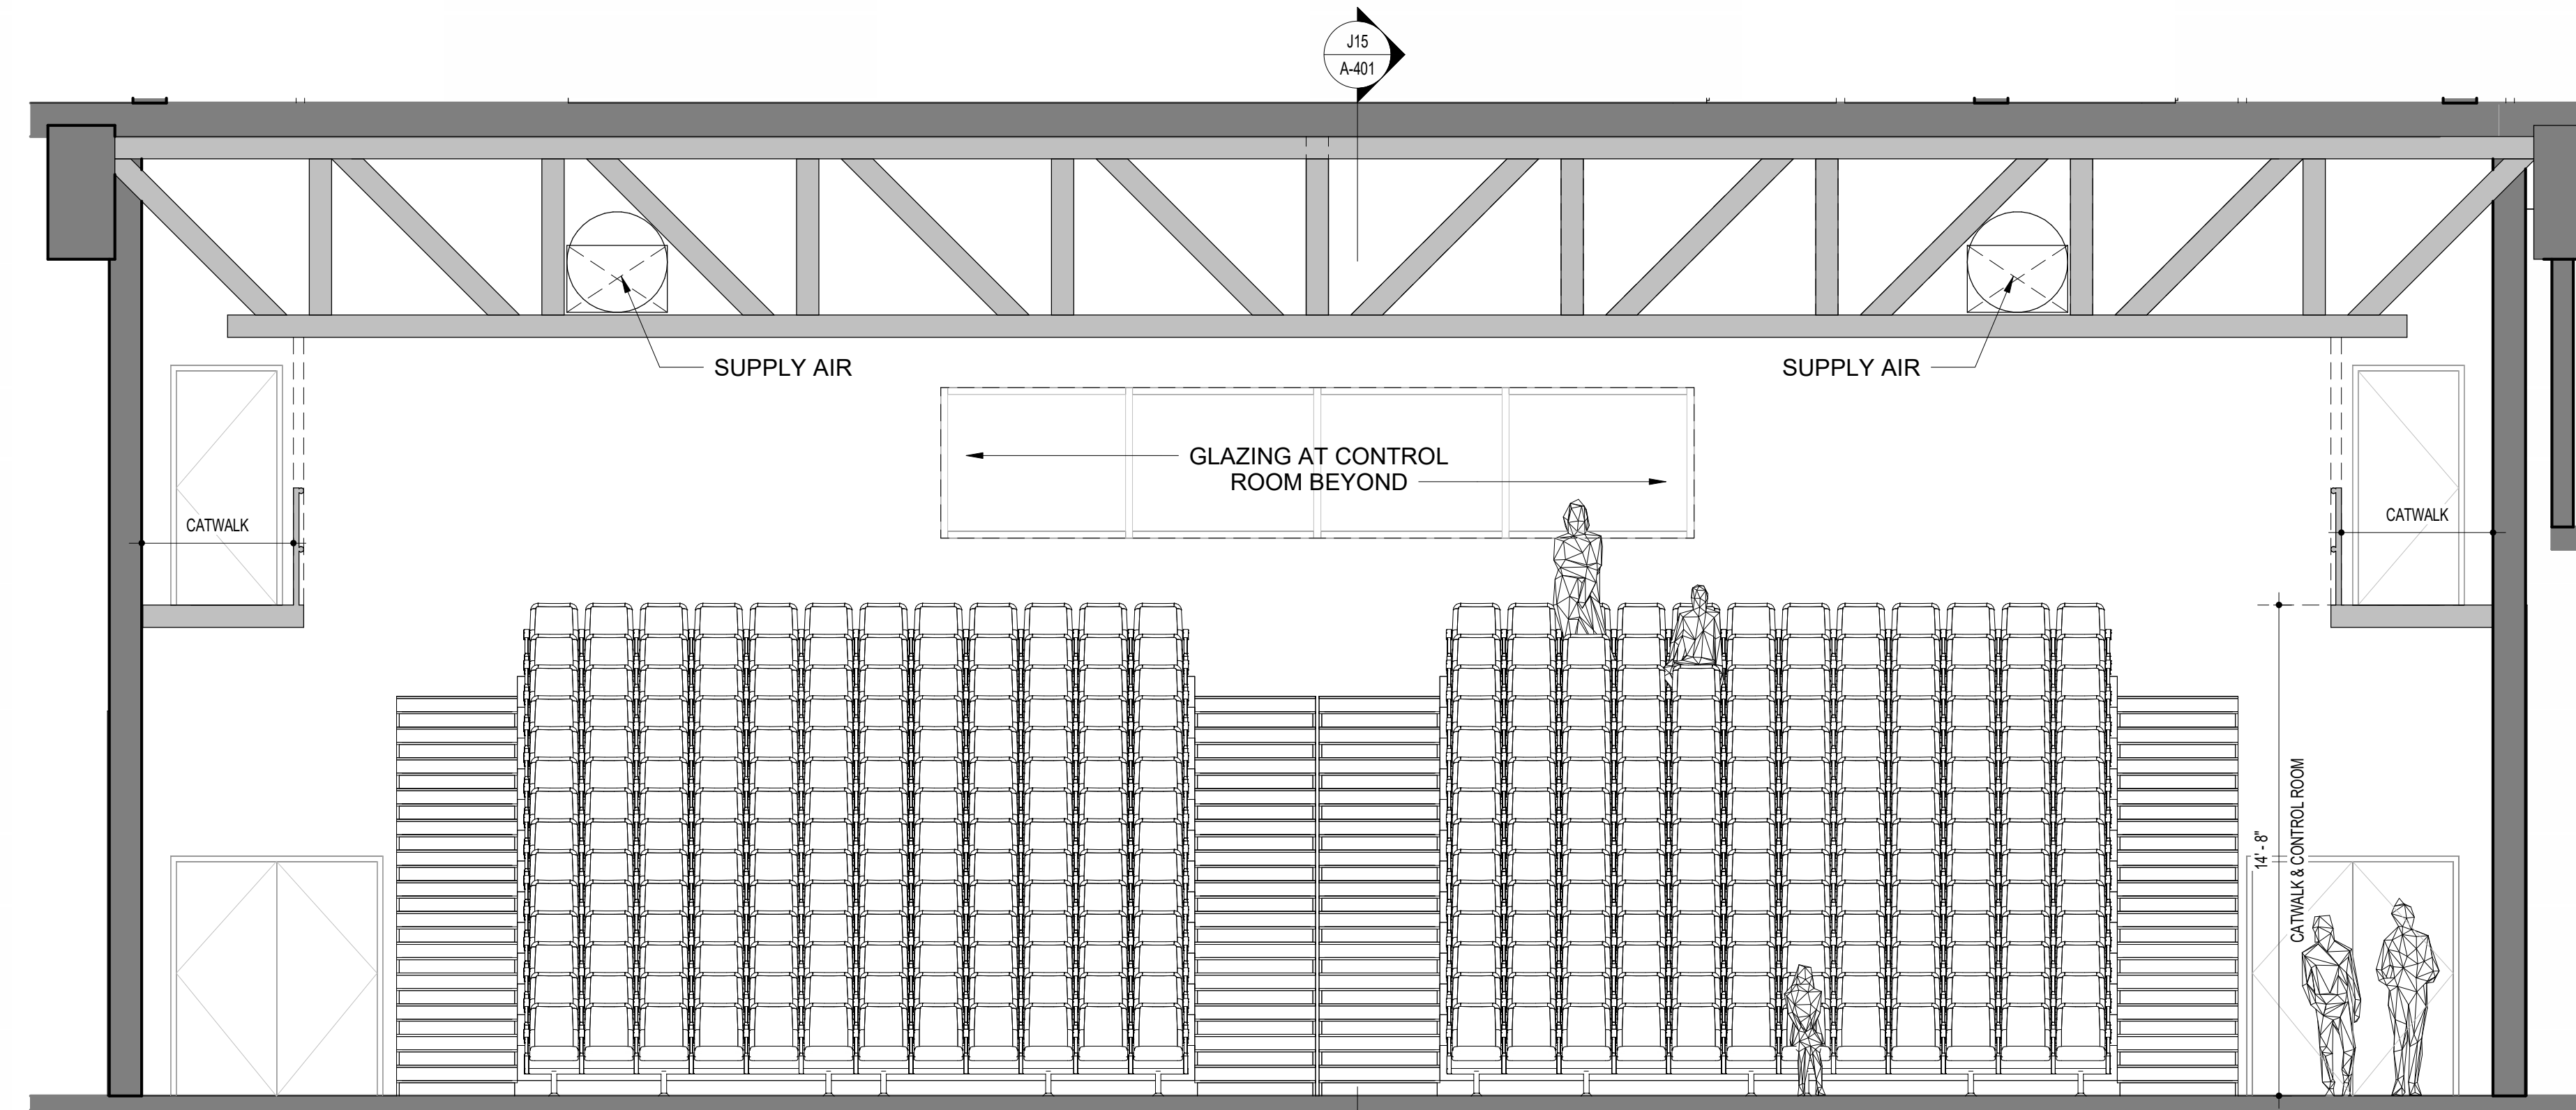 J15
A-401
SUPPLY AIR
SUPPLY AIR
GLAZING AT CONTROL
ROOM BEYOND
CATWALK
CATWALK
14' - 8"
CATWALK & CONTROL ROOM